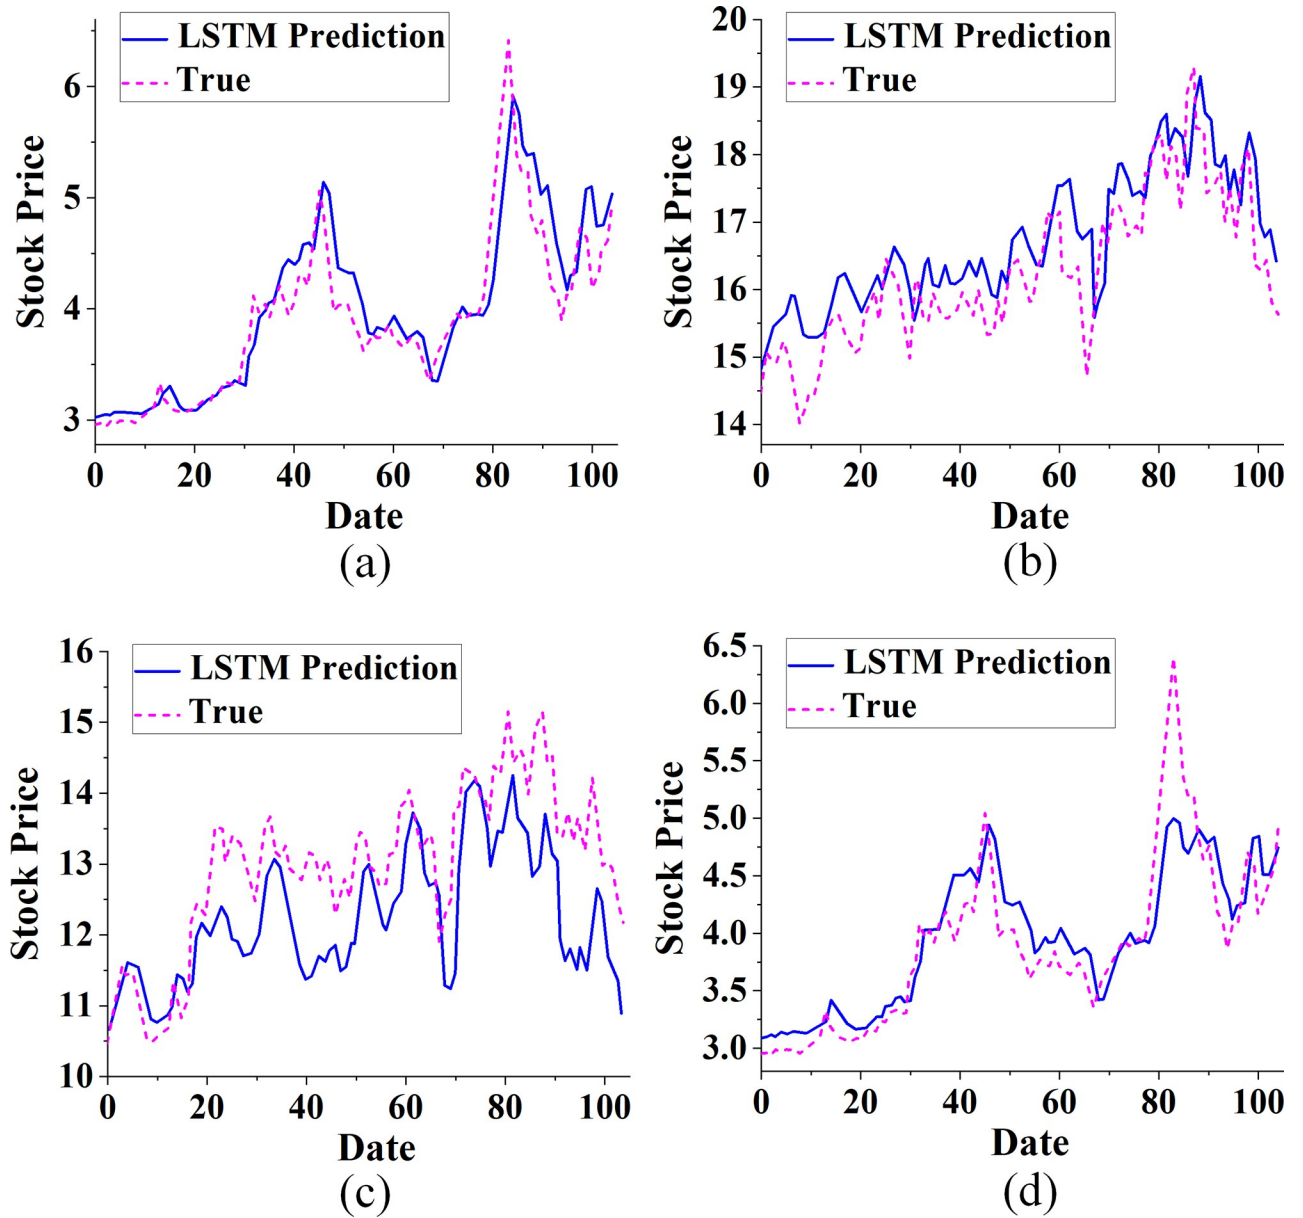 LSTM Prediction
True
6
5
4
3
Stock Price
0 20 40 60 80 100
Date
(a)
LSTM Prediction
True
20
19
18
17
16
15
14
Stock Price
0 20 40 60 80 100
Date
(b)
LSTM Prediction
True
16
15
14
13
12
11
10
Stock Price
0 20 40 60 80 100
Date
(c)
LSTM Prediction
True
6.5
6.0
5.5
5.0
4.5
4.0
3.5
3.0
Stock Price
0 20 40 60 80 100
Date
(d)